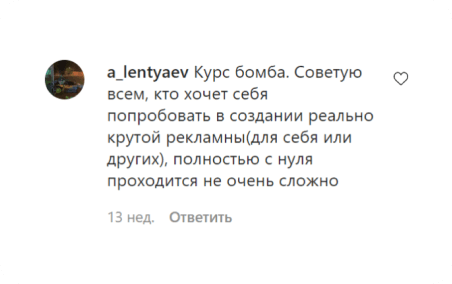 a_lentyaev Курс бомба. Советую
всем, кто хочет себя
попробовать в создании реально
крутой рекламны(для себя или
других), полностью с нуля
проходится не очень сложно
13 нед. Ответить